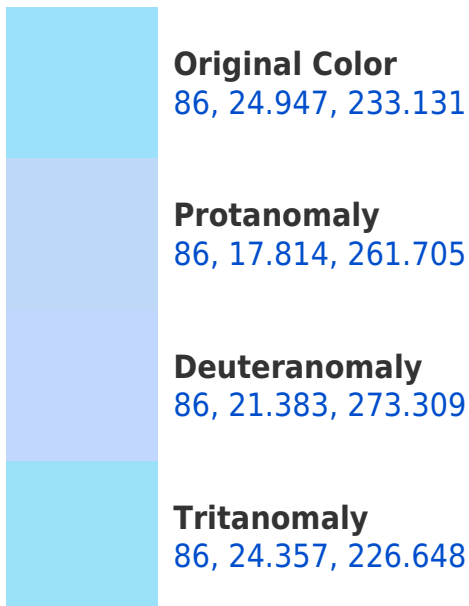 Original Color
86, 24.947, 233.131
Protanomaly
86, 17.814, 261.705
Deuteranomaly
86, 21.383, 273.309
Tritanomaly
86, 24.357, 226.648